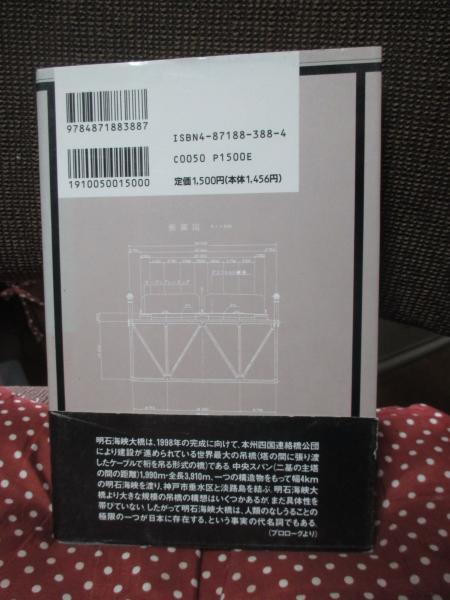 9784871883887
ISBN4-87188-388-4
C0050 P1500E
1910050015000
定価1,500円(本体1,456円)
明石海峡大橋は、1998年の完成に向けて、本州四国連絡橋公団
により建設が進められている世界最大の吊橋(塔の間に張り渡
したケーブルで桁を吊る形式の橋)である。中央スパン(二基の主塔
の間の距離)1,990m・全長3,910m、一つの構造物をもって幅4km
の明石海峡を渡り、神戸市垂水区と淡路島を結ぶ。明石海峡大
橋より大きな規模の吊橋の構想はいくつかあるが、まだ具体性を
帯びていない。したがって明石海峡大橋は、人類のなしうることの
極限の一つが日本に存在する、という事実の代名詞でもある。
(プロローグより)